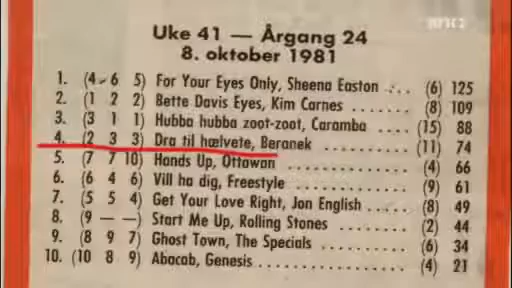 NRK2
Uke 41 — Årgang 24
8. oktober 1981
1. (4 - 6 5) For Your Eyes Only, Sheena Easton .... (6) 125
2. (1 2 2) Bette Davis Eyes, Kim Carnes ......... (8) 109
3. (3 1 1) Hubba hubba zoot-zoot, Caramba .... (15) 88
4. (2 3 3) Dra til hælvete, Beranek ............ (11) 74
5. (7 7 10) Hands Up, Ottawan ................ (4) 66
6. (6 4 6) Vill ha dig, Freestyle ............... (9) 61
7. (5 5 4) Get Your Love Right, Jon English ...... (8) 49
8. (9 — —) Start Me Up, Rolling Stones .......... (2) 44
9. (8 9 7) Ghost Town, The Specials ............ (6) 34
10. (10 8 9) Abacab, Genesis .................. (4) 21